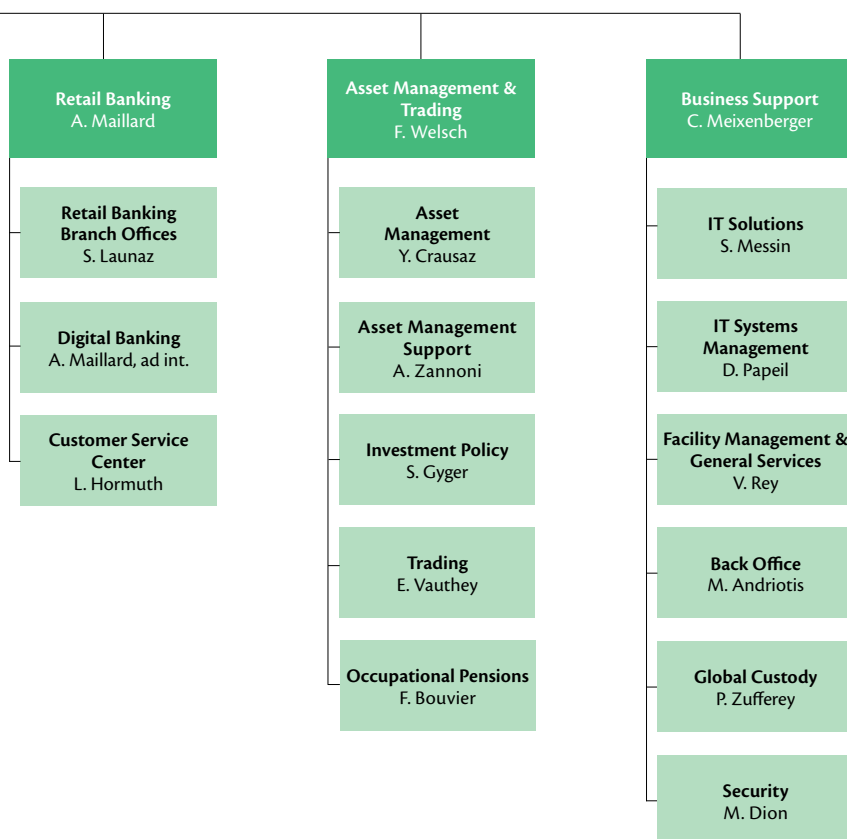 Retail Banking
A. Maillard
Retail Banking
Branch Offices
S. Launaz
Digital Banking
A. Maillard, ad int.
Customer Service
Center
L. Hormuth
Asset Management &
Trading
F. Welsch
Asset
Management
Y. Crausaz
Asset Management
Support
A. Zannoni
Investment Policy
S. Gyger
Trading
E. Vauthey
Occupational Pensions
F. Bouvier
Business Support
C. Meixenberger
IT Solutions
S. Messin
IT Systems
Management
D. Papeil
Facility Management &
General Services
V. Rey
Back Office
M. Andriotis
Global Custody
P. Zufferey
Security
M. Dion